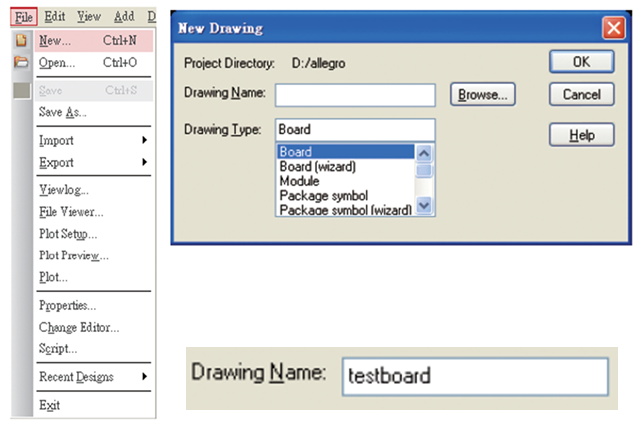 File Edit View Add D
New... Ctrl+N
Open... Ctrl+O
Save Ctrl+S
Save As...
Import
Export
Viewlog...
File Viewer...
Plot Setup...
Plot Preview...
Plot...
Properties...
Change Editor...
Script...
Recent Designs
Exit
New Drawing
Project Directory: D:/allegro
OK
Drawing Name:
Browse...
Cancel
Drawing Type: Board
Help
Board
Board (wizard)
Module
Package symbol
Package symbol (wizard)
Drawing Name: testboard